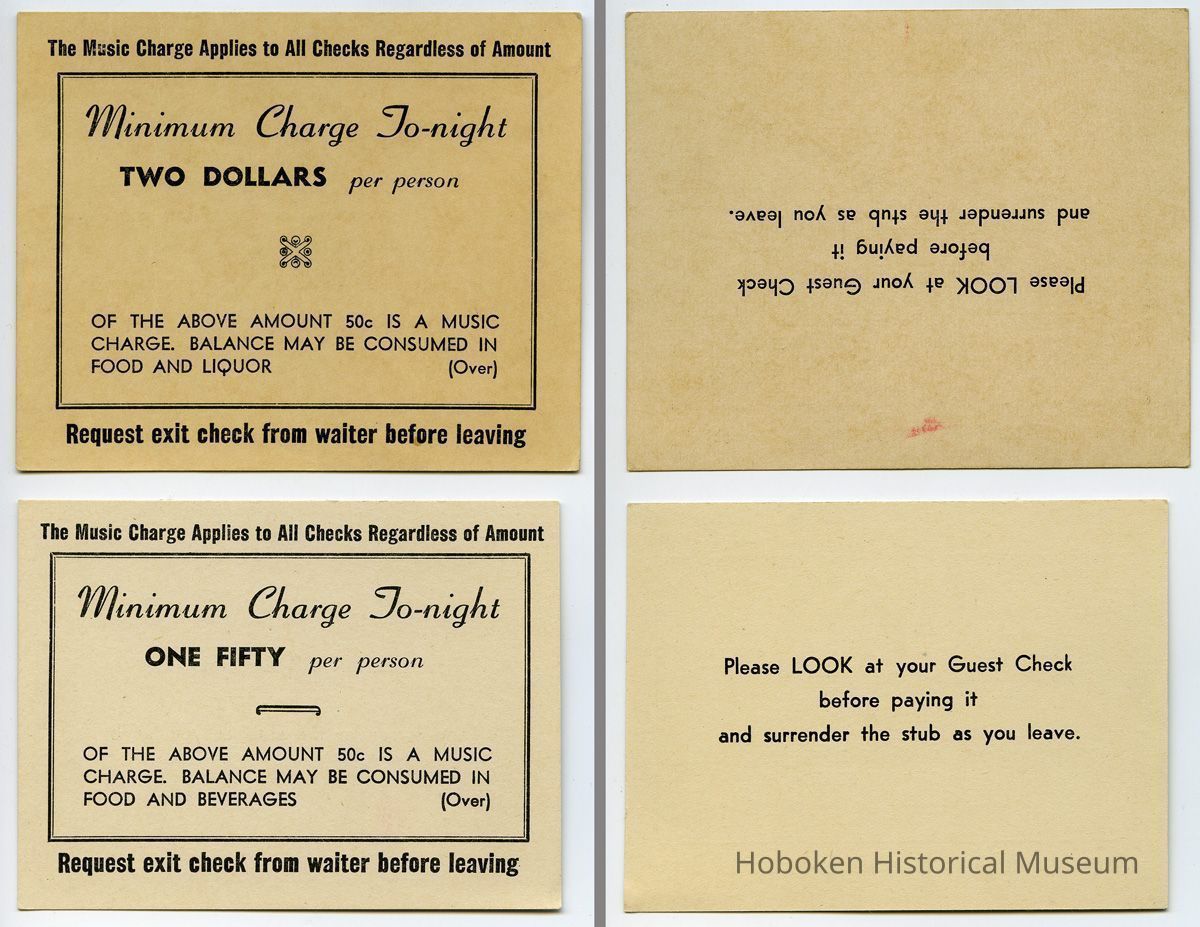 The Music Charge Applies to All Checks Regardless of Amount
Minimum Charge To-night
TWO DOLLARS per person
OF THE ABOVE AMOUNT 50c IS A MUSIC
CHARGE. BALANCE MAY BE CONSUMED IN
FOOD AND LIQUOR (Over)
Request exit check from waiter before leaving
Please LOOK at your Guest Check
before paying it
and surrender the stub as you leave.
The Music Charge Applies to All Checks Regardless of Amount
Minimum Charge To-night
ONE FIFTY per person
OF THE ABOVE AMOUNT 50c IS A MUSIC
CHARGE. BALANCE MAY BE CONSUMED IN
FOOD AND BEVERAGES (Over)
Request exit check from waiter before leaving
Please LOOK at your Guest Check
before paying it
and surrender the stub as you leave.
Hoboken Historical Museum